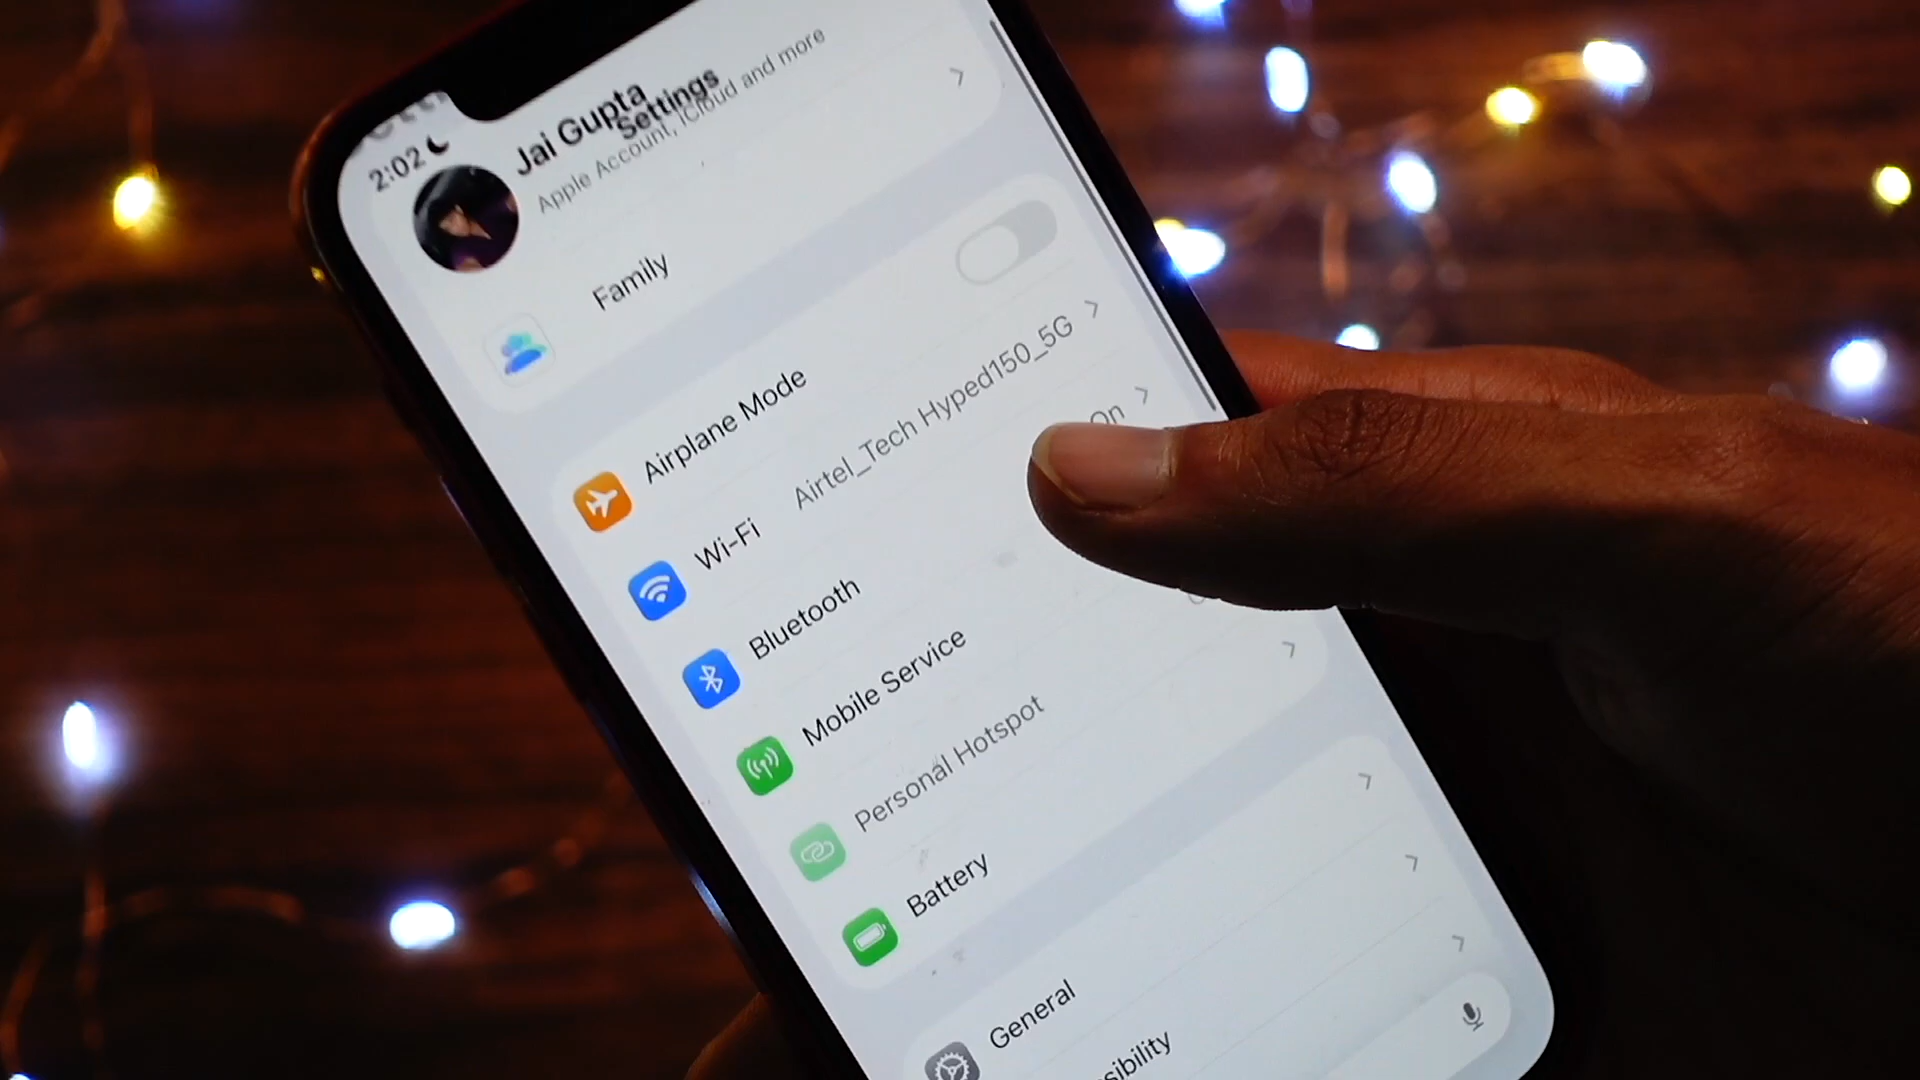 2:02
Settings
Jai Gupta
Apple Account, iCloud and more
Family
Airplane Mode
Wi-Fi Airtel_Tech Hyped150_5G
Bluetooth On
Mobile Service
Personal Hotspot
Battery
General